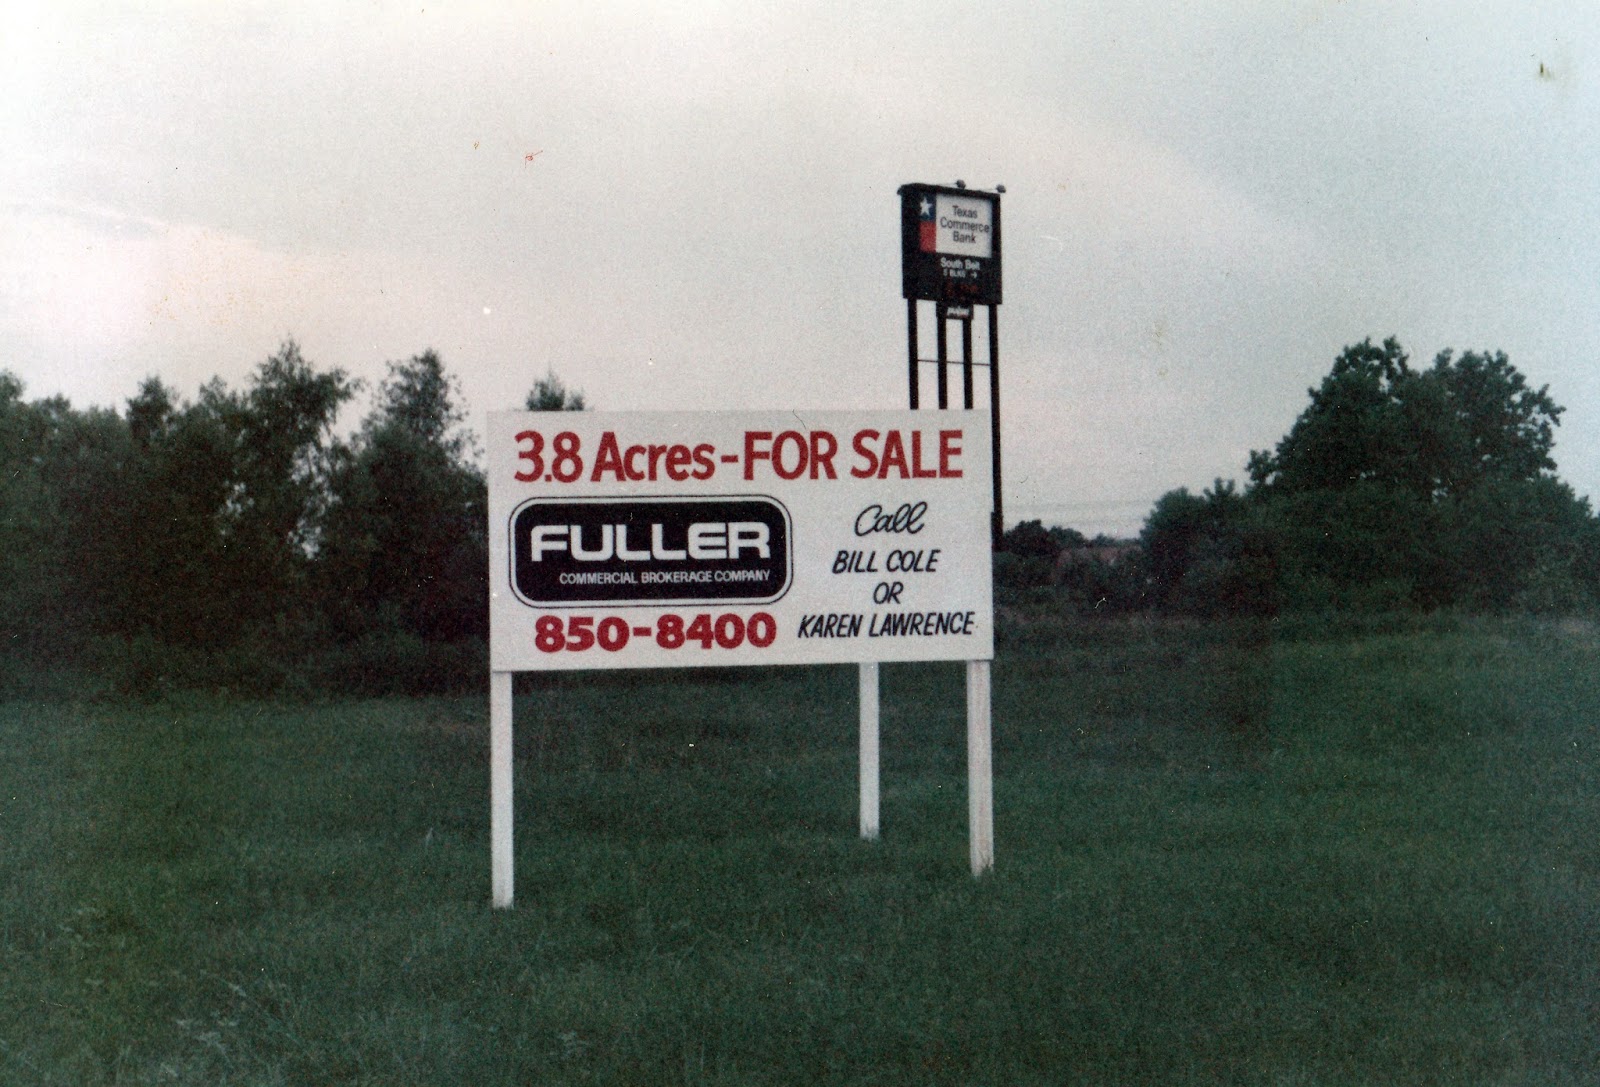 Texas
Commerce
Bank
South Belt
3.8 Acres-FOR SALE
FULLER
COMMERCIAL BROKERAGE COMPANY
850-8400
Call
BILL COLE
OR
KAREN LAWRENCE